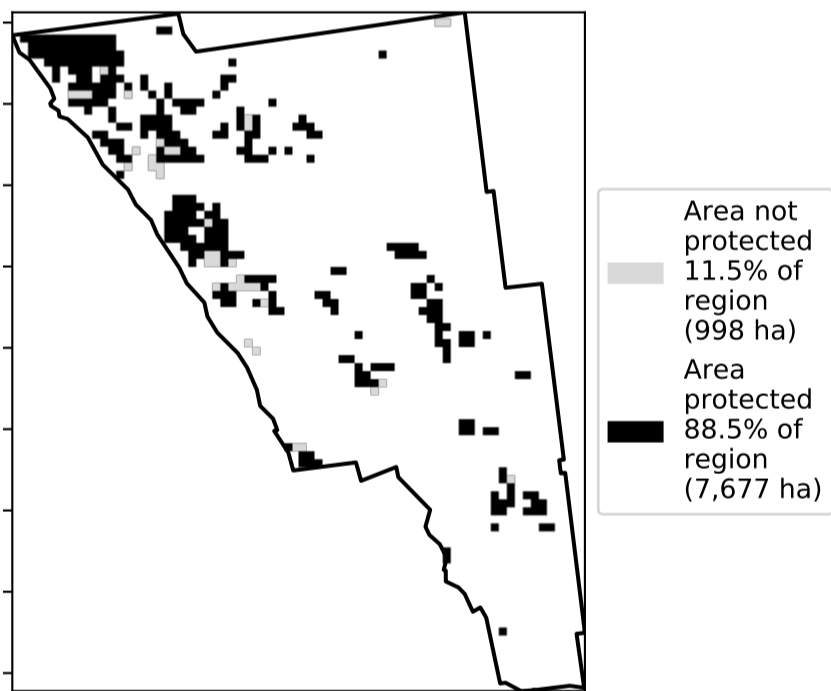 Area not
protected
11.5% of
region
(998 ha)
Area
protected
88.5% of
region
(7,677 ha)